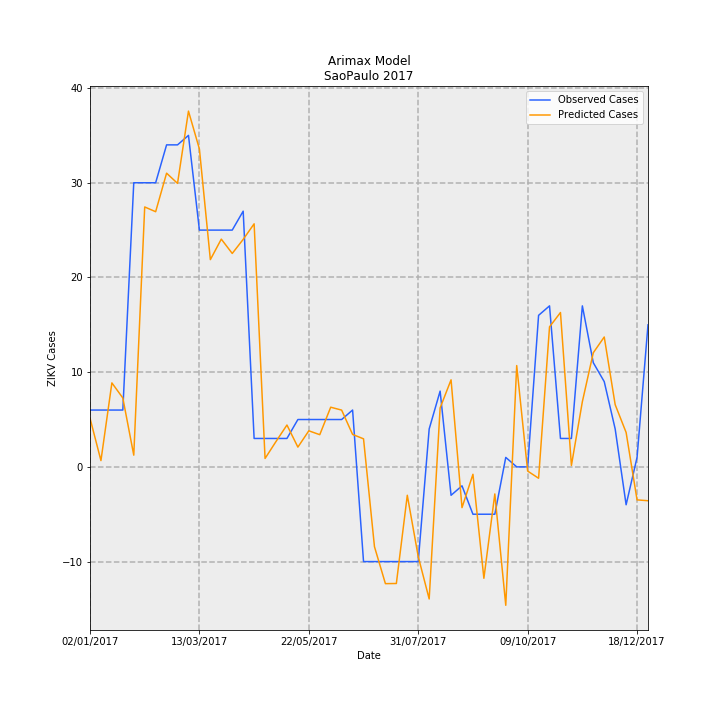 Arimax Model
SaoPaulo 2017
Observed Cases
Predicted Cases
40
30
20
10
0
−10
ZIKV Cases
02/01/2017 13/03/2017 22/05/2017 31/07/2017 09/10/2017 18/12/2017
Date